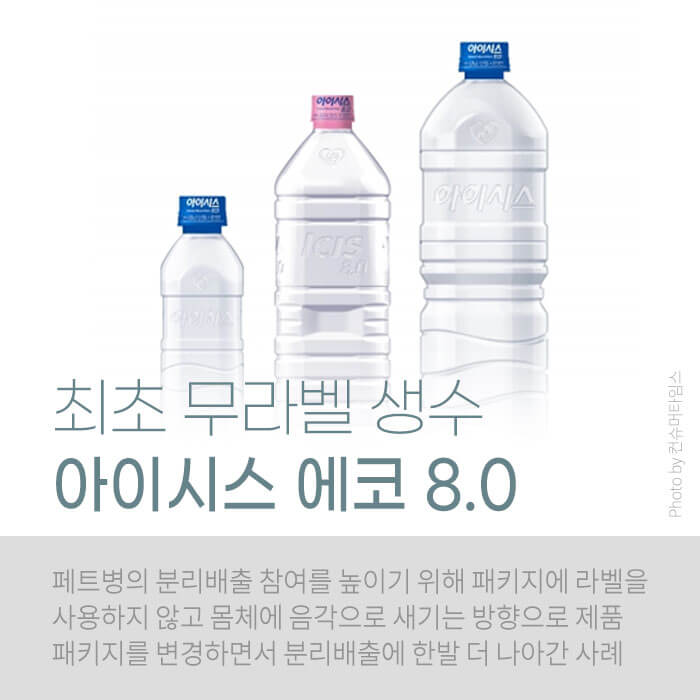 아이시스
아이시스
아이시스
아이시스
Icis
8.0
아이시스
최초 무라벨 생수
아이시스 에코 8.0
Photo by 컨슈머타임스
페트병의 분리배출 참여를 높이기 위해 패키지에 라벨을
사용하지 않고 몸체에 음각으로 새기는 방향으로 제품
패키지를 변경하면서 분리배출에 한발 더 나아간 사례